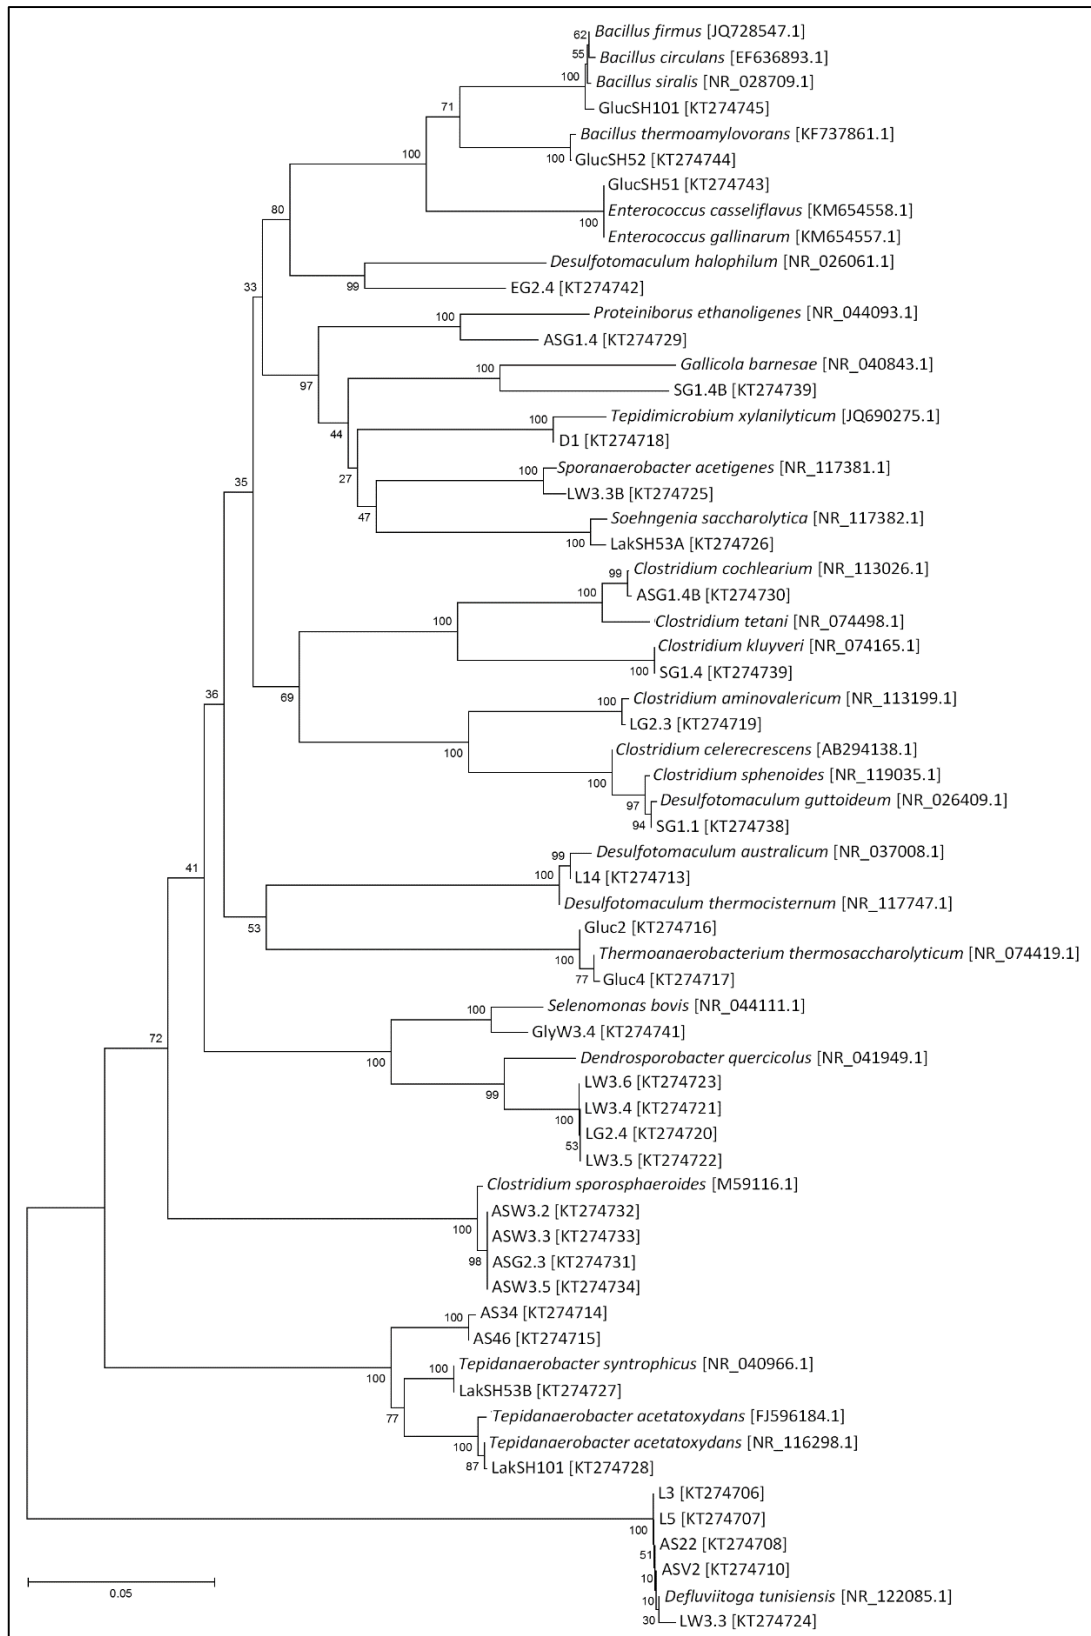 62
Bacillus firmus [JQ728547.1]
55
Bacillus circulans [EF636893.1]
100
Bacillus siralis [NR_028709.1]
71
GlucSH101 [KT274745]
Bacillus thermoamylovorans [KF737861.1]
100
100
GlucSH52 [KT274744]
GlucSH51 [KT274743]
80
100
Enterococcus casseliflavus [KM654558.1]
Enterococcus gallinarum [KM654557.1]
Desulfotomaculum halophilum [NR_026061.1]
33
99
EG2.4 [KT274742]
100
Proteiniborus ethanoligenes [NR_044093.1]
ASG1.4 [KT274729]
97
100
Gallicola barnesae [NR_040843.1]
SG1.4B [KT274739]
44
100
Tepidimicrobium xylanilyticum [JQ690275.1]
D1 [KT274718]
27
100
Sporanaerobacter acetigenes [NR_117381.1]
35
LW3.3B [KT274725]
47
Soehngenia saccharolytica [NR_117382.1]
100
LakSH53A [KT274726]
99
Clostridium cochlearium [NR_113026.1]
100
ASG1.4B [KT274730]
100
Clostridium tetani [NR_074498.1]
Clostridium kluyveri [NR_074165.1]
100
SG1.4 [KT274739]
36
69
100
Clostridium aminovalericum [NR_113199.1]
LG2.3 [KT274719]
100
Clostridium celerecrescens [AB294138.1]
100
Clostridium sphenoides [NR_119035.1]
97
Desulfotomaculum guttoideum [NR_026409.1]
94
SG1.1 [KT274738]
99
Desulfotomaculum australicum [NR_037008.1]
41
100
L14 [KT274713]
Desulfotomaculum thermocisternum [NR_117747.1]
53
Gluc2 [KT274716]
100
Thermoanaerobacterium thermosaccharolyticum [NR_074419.1]
77
Gluc4 [KT274717]
100
Selenomonas bovis [NR_044111.1]
GlyW3.4 [KT274741]
72
100
Dendrosporobacter quercicolus [NR_041949.1]
LW3.6 [KT274723]
99
LW3.4 [KT274721]
100
LG2.4 [KT274720]
53
LW3.5 [KT274722]
Clostridium sporosphaeroides [M59116.1]
ASW3.2 [KT274732]
100
ASW3.3 [KT274733]
98
ASG2.3 [KT274731]
ASW3.5 [KT274734]
100
AS34 [KT274714]
AS46 [KT274715]
100
100
Tepidanaerobacter syntrophicus [NR_040966.1]
LakSH53B [KT274727]
77
Tepidanaerobacter acetatoxydans [FJ596184.1]
100
Tepidanaerobacter acetatoxydans [NR_116298.1]
87
LakSH101 [KT274728]
L3 [KT274706]
100
L5 [KT274707]
AS22 [KT274708]
51
ASV2 [KT274710]
10
Defluviitoga tunisiensis [NR_122085.1]
10
30
LW3.3 [KT274724]
0.05